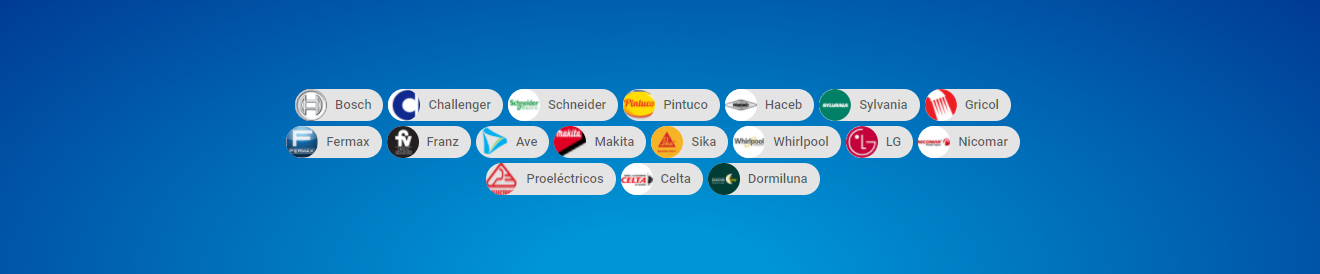 Bosch Challenger Schneider Pintuco Haceb Sylvania Gricol
Fermax Franz Ave Makita Sika Whirlpool LG Nicomar
Proeléctricos Celta Dormiluna